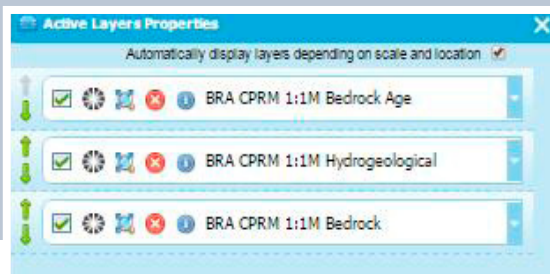 Active Layers Properties
Automatically display layers depending on scale and location
BRA CPRM 1:1M Bedrock Age
BRA CPRM 1:1M Hydrogeological
BRA CPRM 1:1M Bedrock